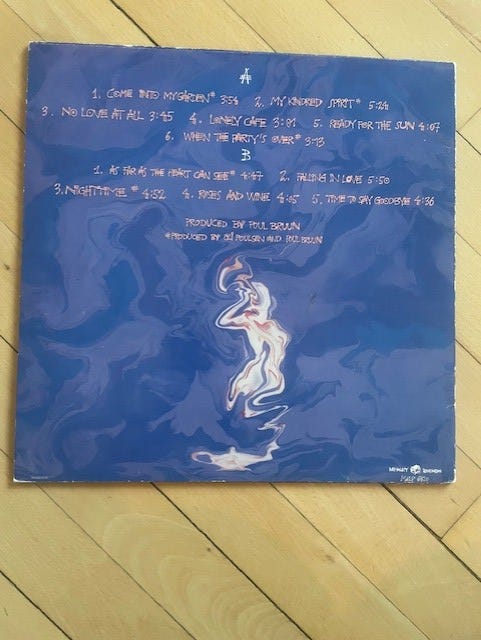 A
1. COME INTO MY GARDEN* 3:54 2. MY KINDRED SPIRIT* 5:24
3. NO LOVE AT ALL 3:45 4. LONELY CAFE 3:01 5. READY FOR THE SUN 4:07
6. WHEN THE PARTY'S OVER* 3:13
B
1. AS FAR AS THE HEART CAN SEE* 4:47 2. FALLING IN LOVE 5:50
3. NIGHTTIME * 4:52 4. ROSES AND WINE 4:05 5. TIME TO SAY GOODBYE 4:36
PRODUCED BY POUL BRUUN
*PRODUCED BY POULSEN AND POUL BRUUN
MEDLEY RECORDS